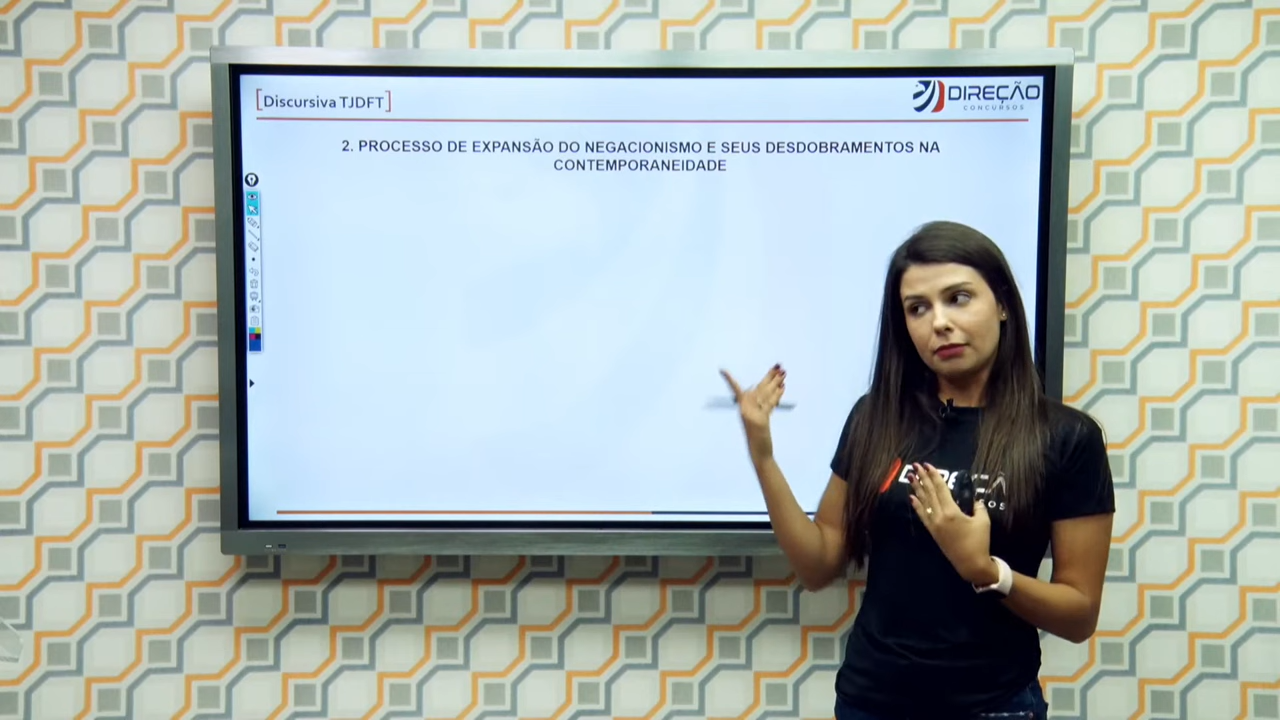 [Discursiva TJDFT]
DIREÇÃO
CONCURSOS
2. PROCESSO DE EXPANSÃO DO NEGACIONISMO E SEUS DESDOBRAMENTOS NA
CONTEMPORANEIDADE